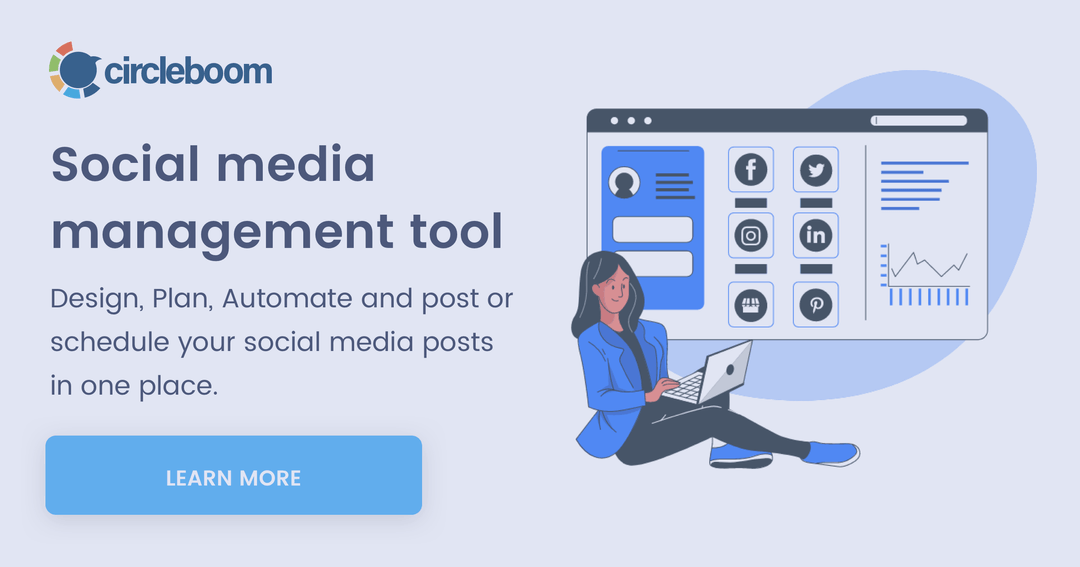 circleboom
Social media
management tool
Design, Plan, Automate and post or
schedule your social media posts
in one place.
LEARN MORE